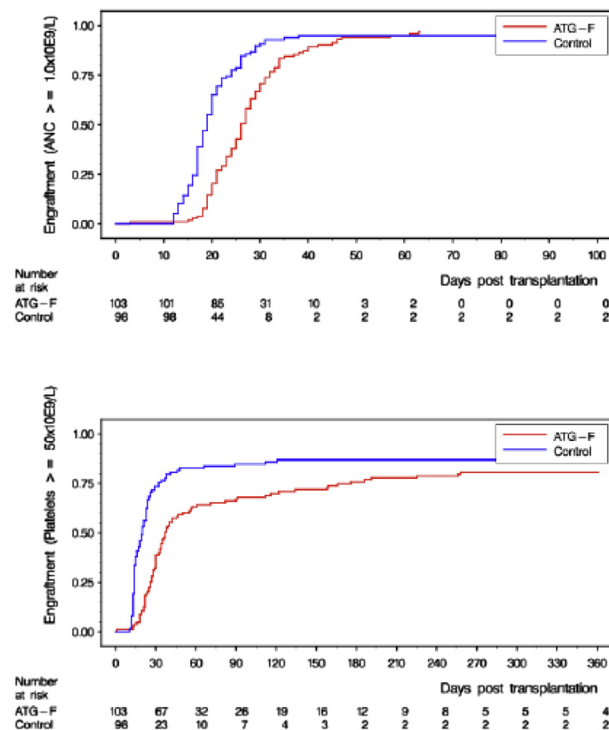 ATG-F
Control
Engraftment (ANC >= 1.0x10E9/L)
1.00
0.75
0.50
0.25
0.00
0 10 20 30 40 50 60 70 80 90 100
Number
at risk
Days post transplantation
ATG-F 103 101 85 31 10 3 2 0 0 0 0
Control 98 98 44 8 2 2 2 2 2 2 2
ATG-F
Control
Engraftment (Platelets >= 50x10E9/L)
1.00
0.75
0.50
0.25
0.00
0 30 60 90 120 150 180 210 240 270 300 330 360
Number
at risk
Days post transplantation
ATG-F 103 67 32 26 19 16 12 9 8 5 5 5 4
Control 98 23 10 7 4 3 2 2 2 2 2 2 2